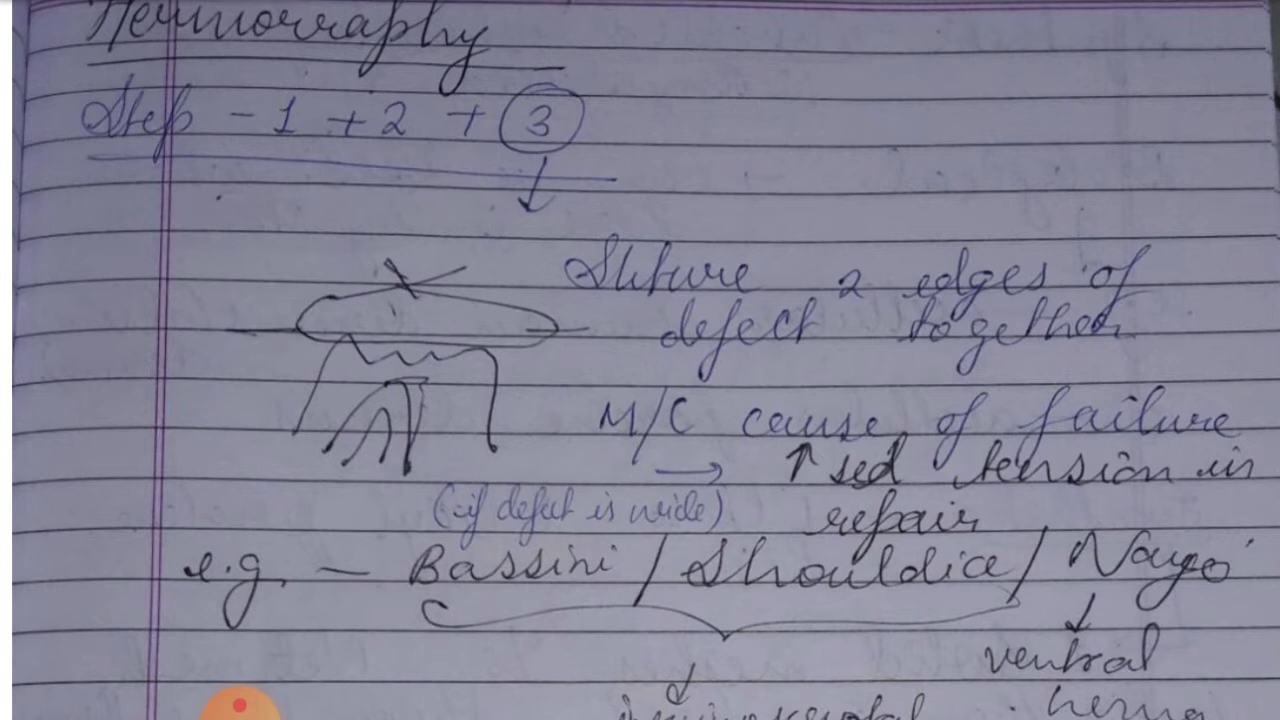 Herniorraphy
Step - 1 + 2 + 3
Suture 2 edges of
defect together
M/C cause of failure
→ ↑sed tension in
(if defect is wide) repair
e.g. - Bassini / Shouldice / Mayo
ventral
hernia